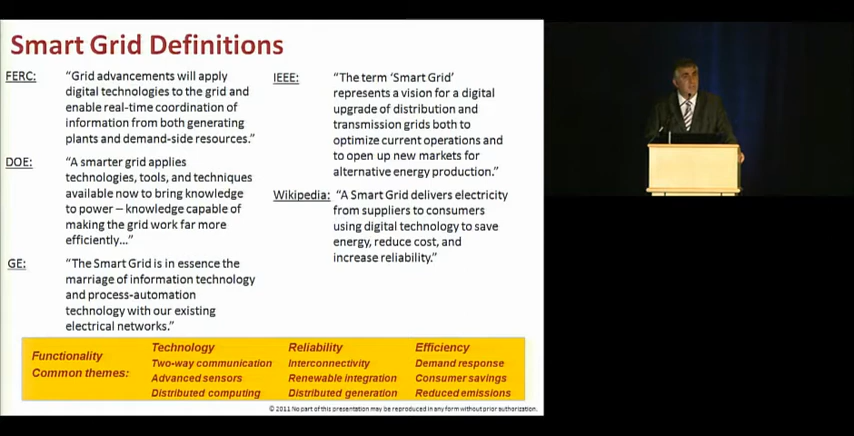 Smart Grid Definitions
FERC: "Grid advancements will apply
digital technologies to the grid and
enable real-time coordination of
information from both generating
plants and demand-side resources."
DOE: "A smarter grid applies
technologies, tools, and techniques
available now to bring knowledge
to power – knowledge capable of
making the grid work far more
efficiently…"
GE: "The Smart Grid is in essence the
marriage of information technology
and process-automation
technology with our existing
electrical networks."
IEEE: "The term 'Smart Grid'
represents a vision for a digital
upgrade of distribution and
transmission grids both to
optimize current operations and
to open up new markets for
alternative energy production."
Wikipedia: "A Smart Grid delivers electricity
from suppliers to consumers
using digital technology to save
energy, reduce cost, and
increase reliability."
Functionality
Common themes:
Technology
Two-way communication
Advanced sensors
Distributed computing
Reliability
Interconnectivity
Renewable integration
Distributed generation
Efficiency
Demand response
Consumer savings
Reduced emissions
© 2011 No part of this presentation may be reproduced in any form without prior authorization.